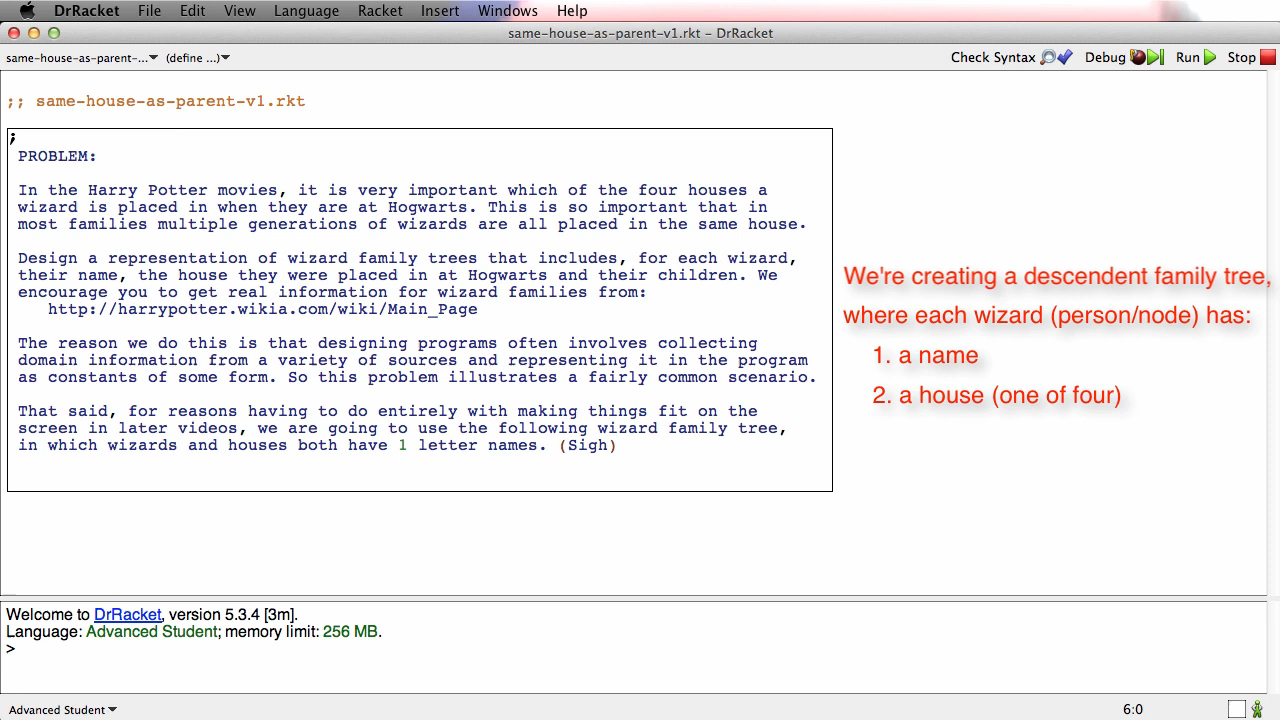 DrRacket File Edit View Language Racket Insert Windows Help
same-house-as-parent-v1.rkt - DrRacket
same-house-as-parent-... (define ...) Check Syntax Debug Run Stop
;; same-house-as-parent-v1.rkt
;
PROBLEM:
In the Harry Potter movies, it is very important which of the four houses a
wizard is placed in when they are at Hogwarts. This is so important that in
most families multiple generations of wizards are all placed in the same house.
Design a representation of wizard family trees that includes, for each wizard,
their name, the house they were placed in at Hogwarts and their children. We
encourage you to get real information for wizard families from:
http://harrypotter.wikia.com/wiki/Main_Page
The reason we do this is that designing programs often involves collecting
domain information from a variety of sources and representing it in the program
as constants of some form. So this problem illustrates a fairly common scenario.
That said, for reasons having to do entirely with making things fit on the
screen in later videos, we are going to use the following wizard family tree,
in which wizards and houses both have 1 letter names. (Sigh)
We're creating a descendent family tree,
where each wizard (person/node) has:
1. a name
2. a house (one of four)
Welcome to DrRacket, version 5.3.4 [3m].
Language: Advanced Student; memory limit: 256 MB.
>
Advanced Student 6:0